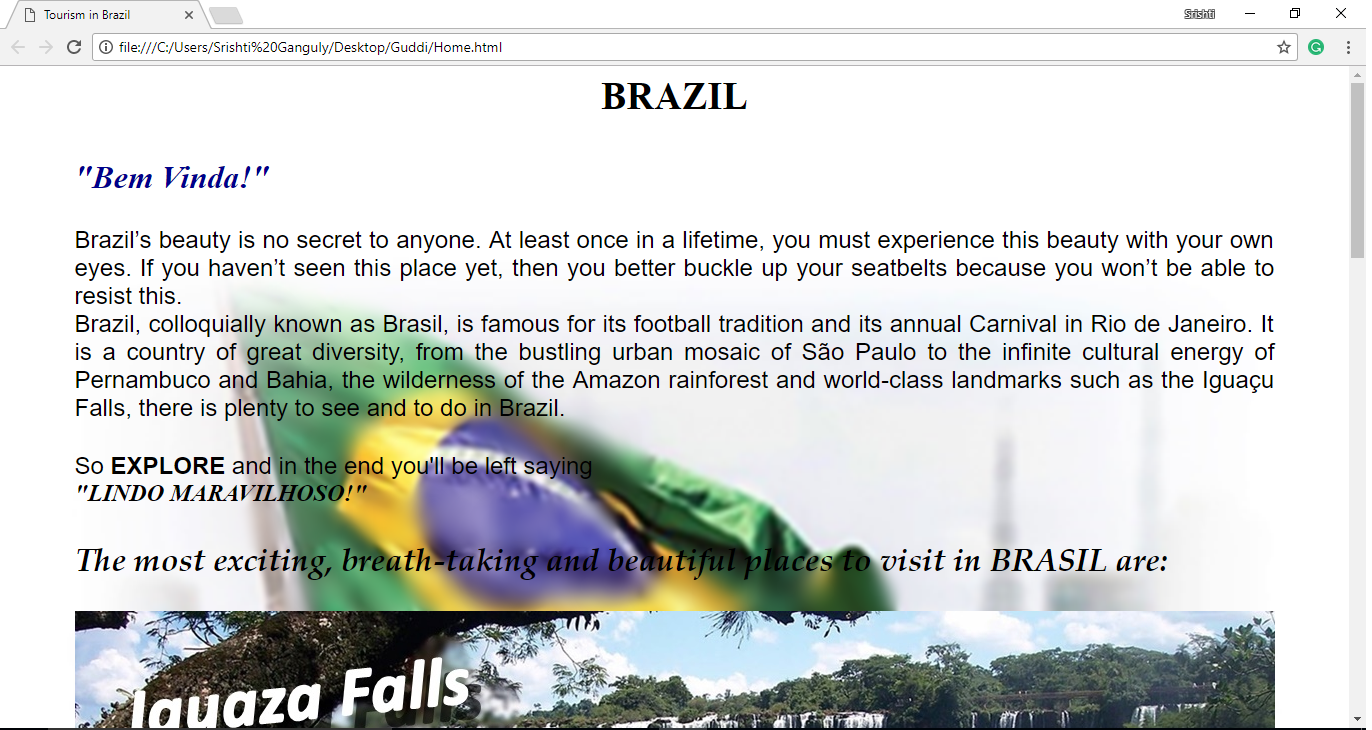 Tourism in Brazil
Srishti
file:///C:/Users/Srishti%20Ganguly/Desktop/Guddi/Home.html
BRAZIL
"Bem Vinda!"
Brazil’s beauty is no secret to anyone. At least once in a lifetime, you must experience this beauty with your own
eyes. If you haven’t seen this place yet, then you better buckle up your seatbelts because you won’t be able to
resist this.
Brazil, colloquially known as Brasil, is famous for its football tradition and its annual Carnival in Rio de Janeiro. It
is a country of great diversity, from the bustling urban mosaic of São Paulo to the infinite cultural energy of
Pernambuco and Bahia, the wilderness of the Amazon rainforest and world-class landmarks such as the Iguaçu
Falls, there is plenty to see and to do in Brazil.
So EXPLORE and in the end you'll be left saying
"LINDO MARAVILHOSO!"
The most exciting, breath-taking and beautiful places to visit in BRASIL are:
Iguaza Falls